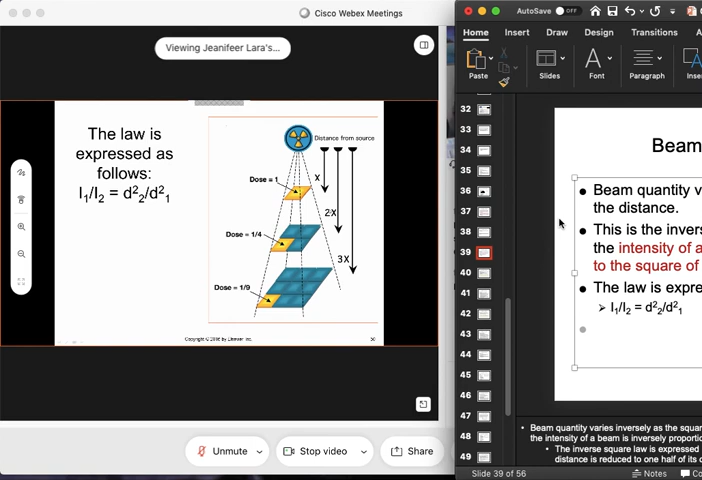 Cisco Webex Meetings
Viewing Jeanifeer Lara's...
The law is
expressed as
follows:
I₁/I₂ = d²₂/d²₁
Distance from source
Dose = 1
X
Dose = 1/4
2X
3X
Dose = 1/9
Unmute
Stop video
Share
AutoSave OFF
Home Insert Draw Design Transitions
Paste
Slides
Font
Paragraph
32
33
34
35
36
37
38
39
40
41
42
43
44
45
46
47
48
49
Beam
Beam quantity v
the distance.
This is the invers
the intensity of a
to the square of
The law is expre
➢ I₁/I₂ = d²₂/d²₁
• Beam quantity varies inversely as the squar
the intensity of a beam is inversely proportio
• The inverse square law is expressed
distance is reduced to one half of its o
Slide 39 of 56
Notes